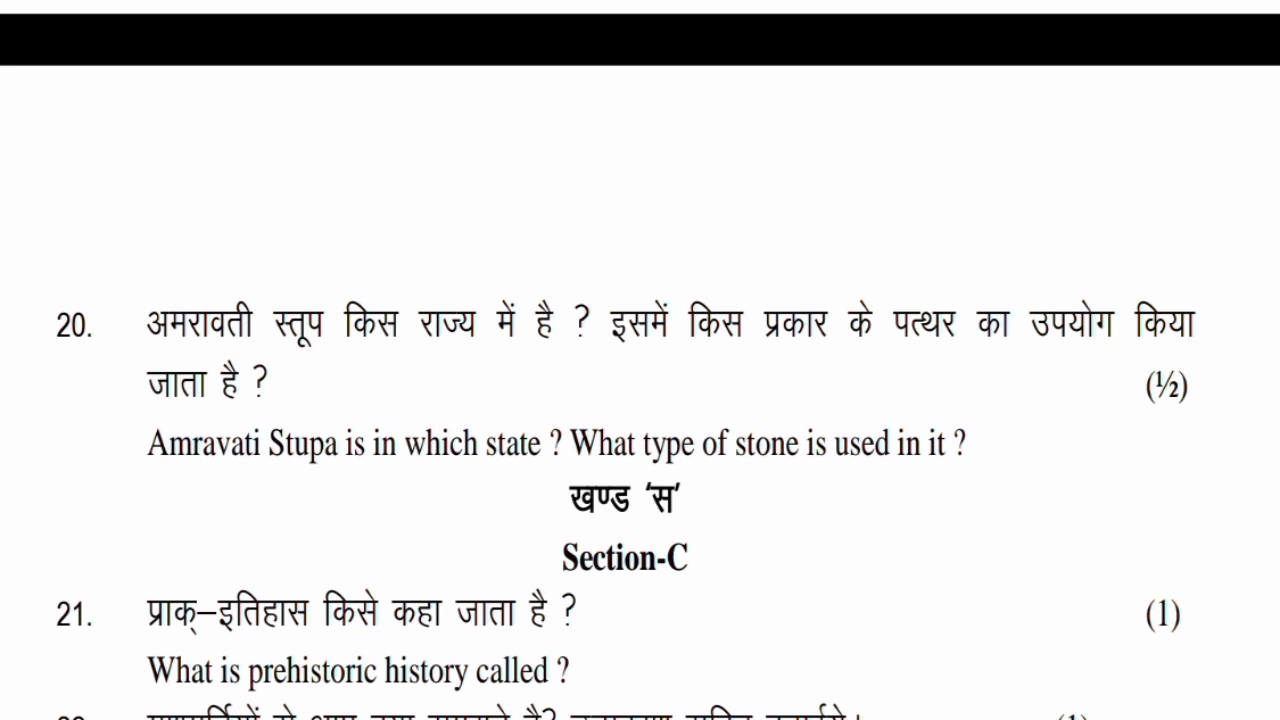 20. अमरावती स्तूप किस राज्य में है ? इसमें किस प्रकार के पत्थर का उपयोग किया
जाता है ? (½)
Amravati Stupa is in which state ? What type of stone is used in it ?
खण्ड ‘स’
Section-C
21. प्राक्–इतिहास किसे कहा जाता है ? (1)
What is prehistoric history called ?